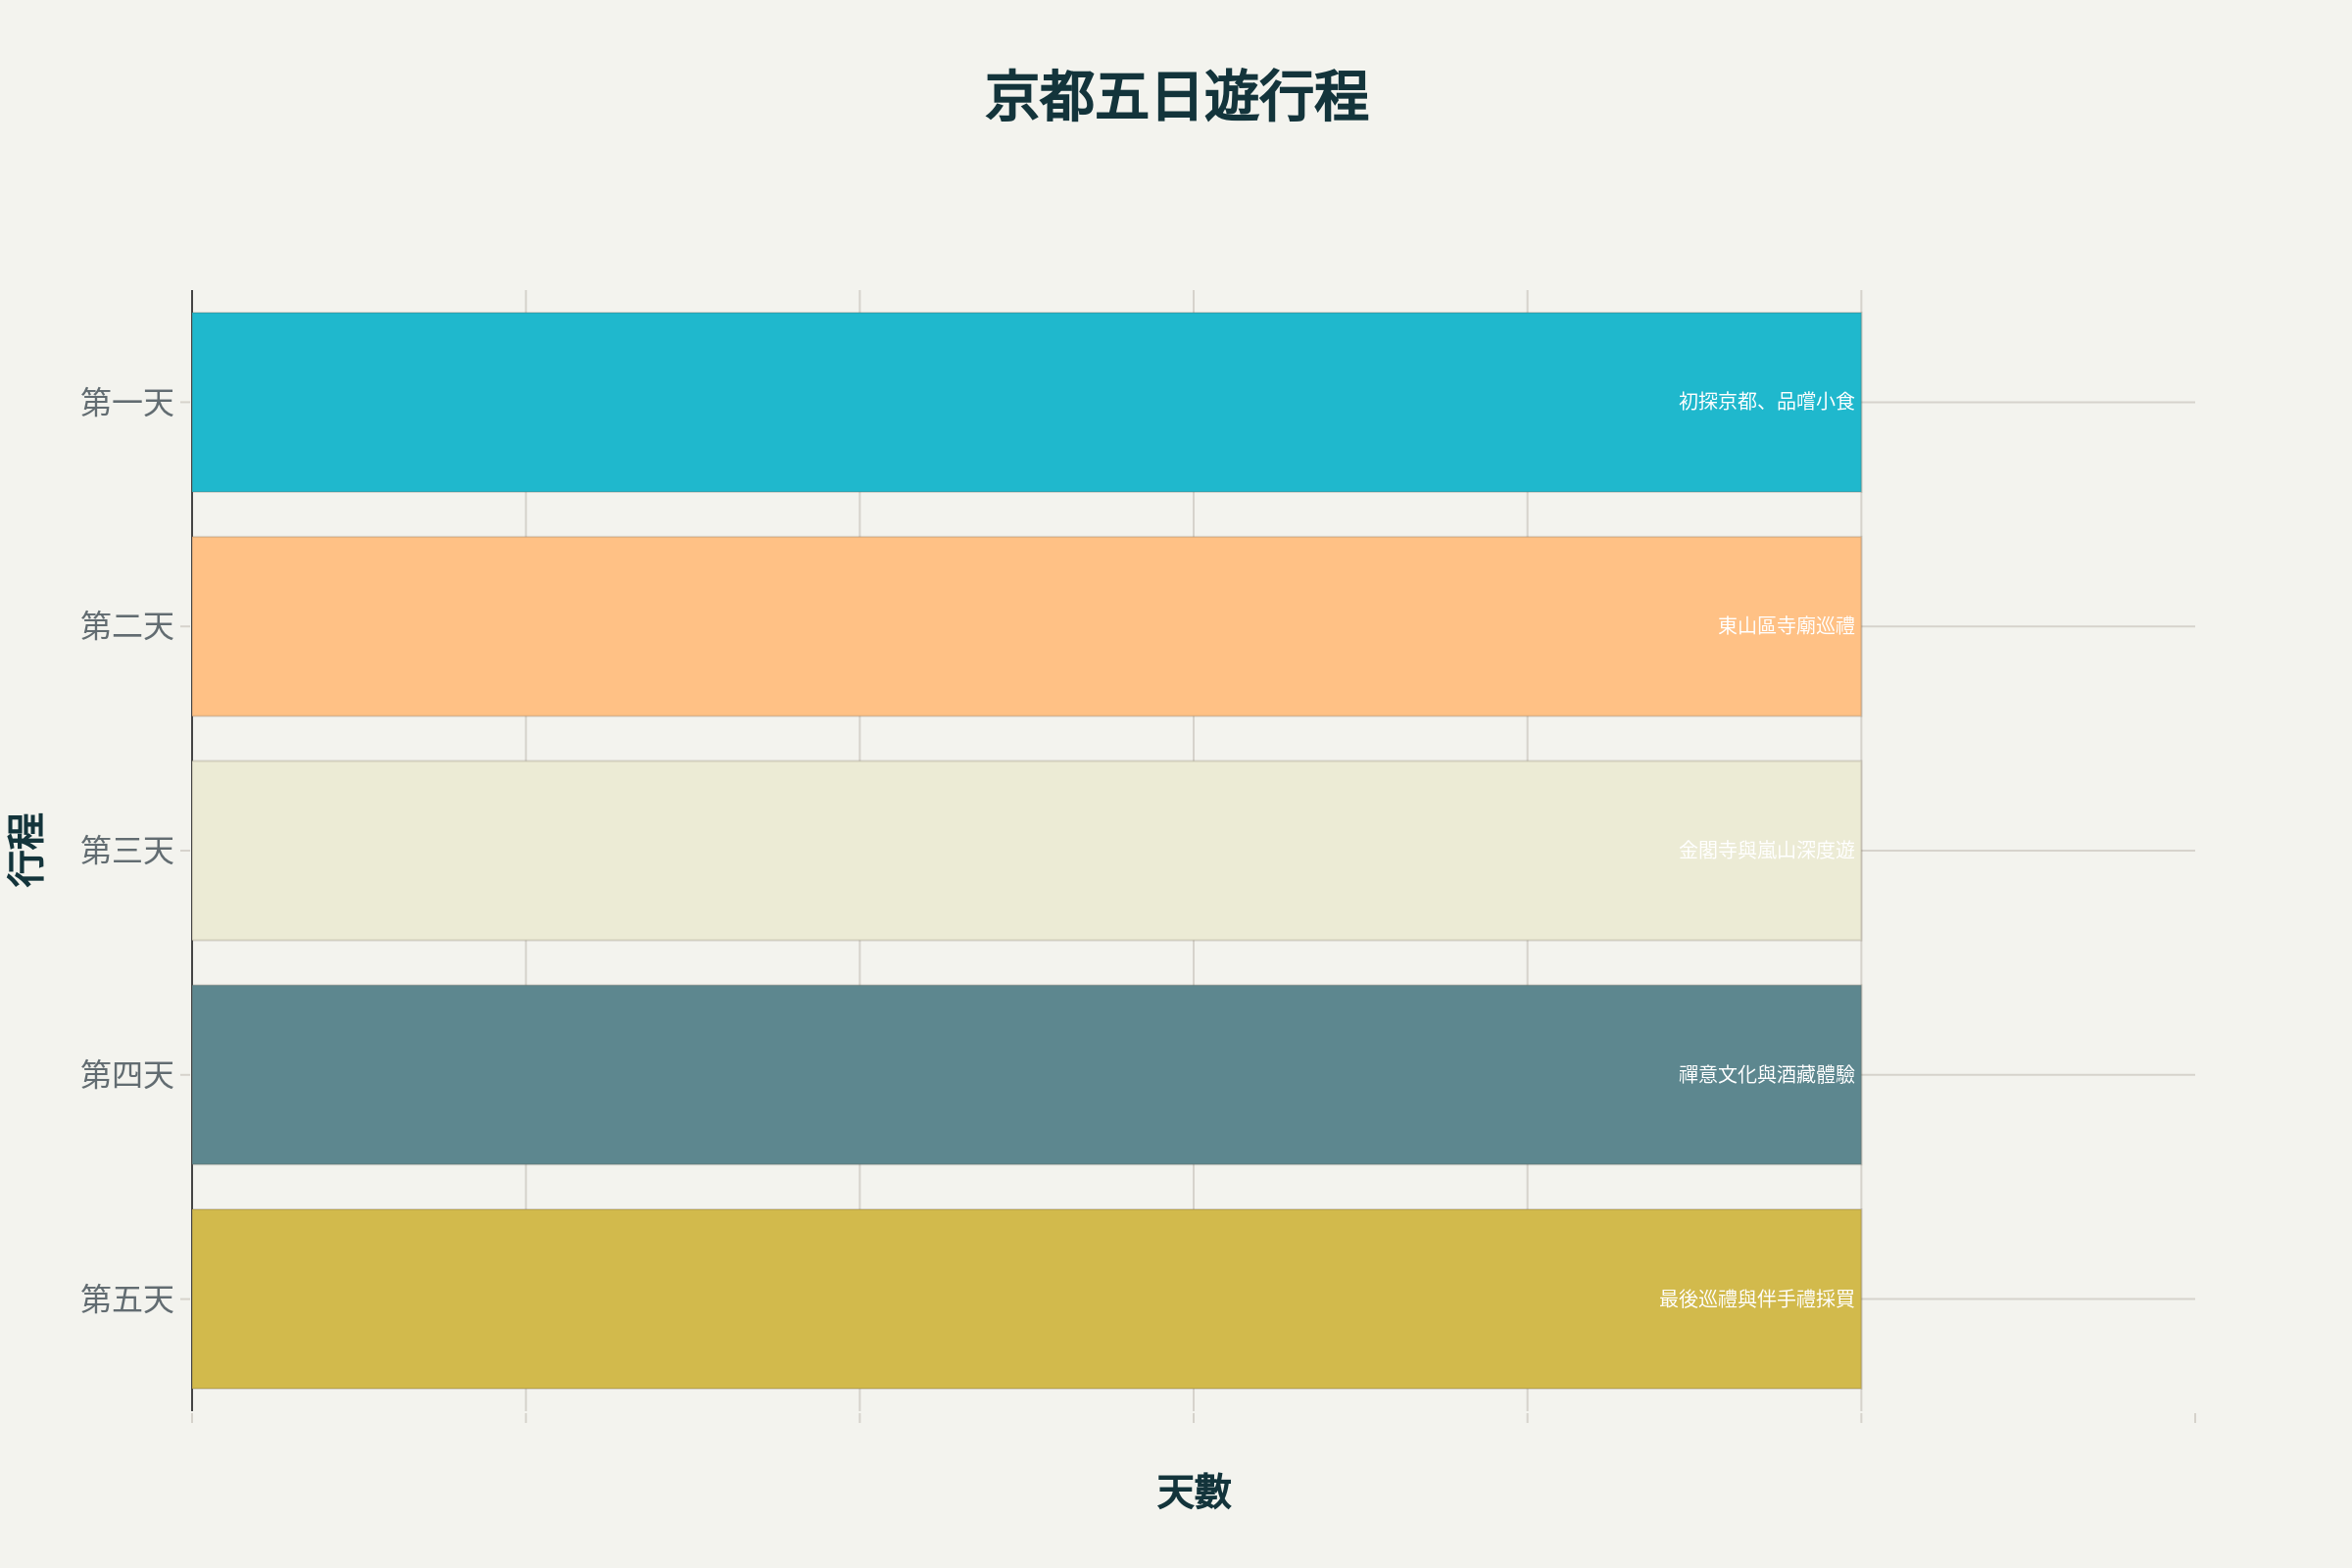 京都五日遊行程
行程
第一天
初探京都、品嚐小食
第二天
東山區寺廟巡禮
第三天
金閣寺與嵐山深度遊
第四天
禪意文化與酒藏體驗
第五天
最後巡禮與伴手禮採買
天數